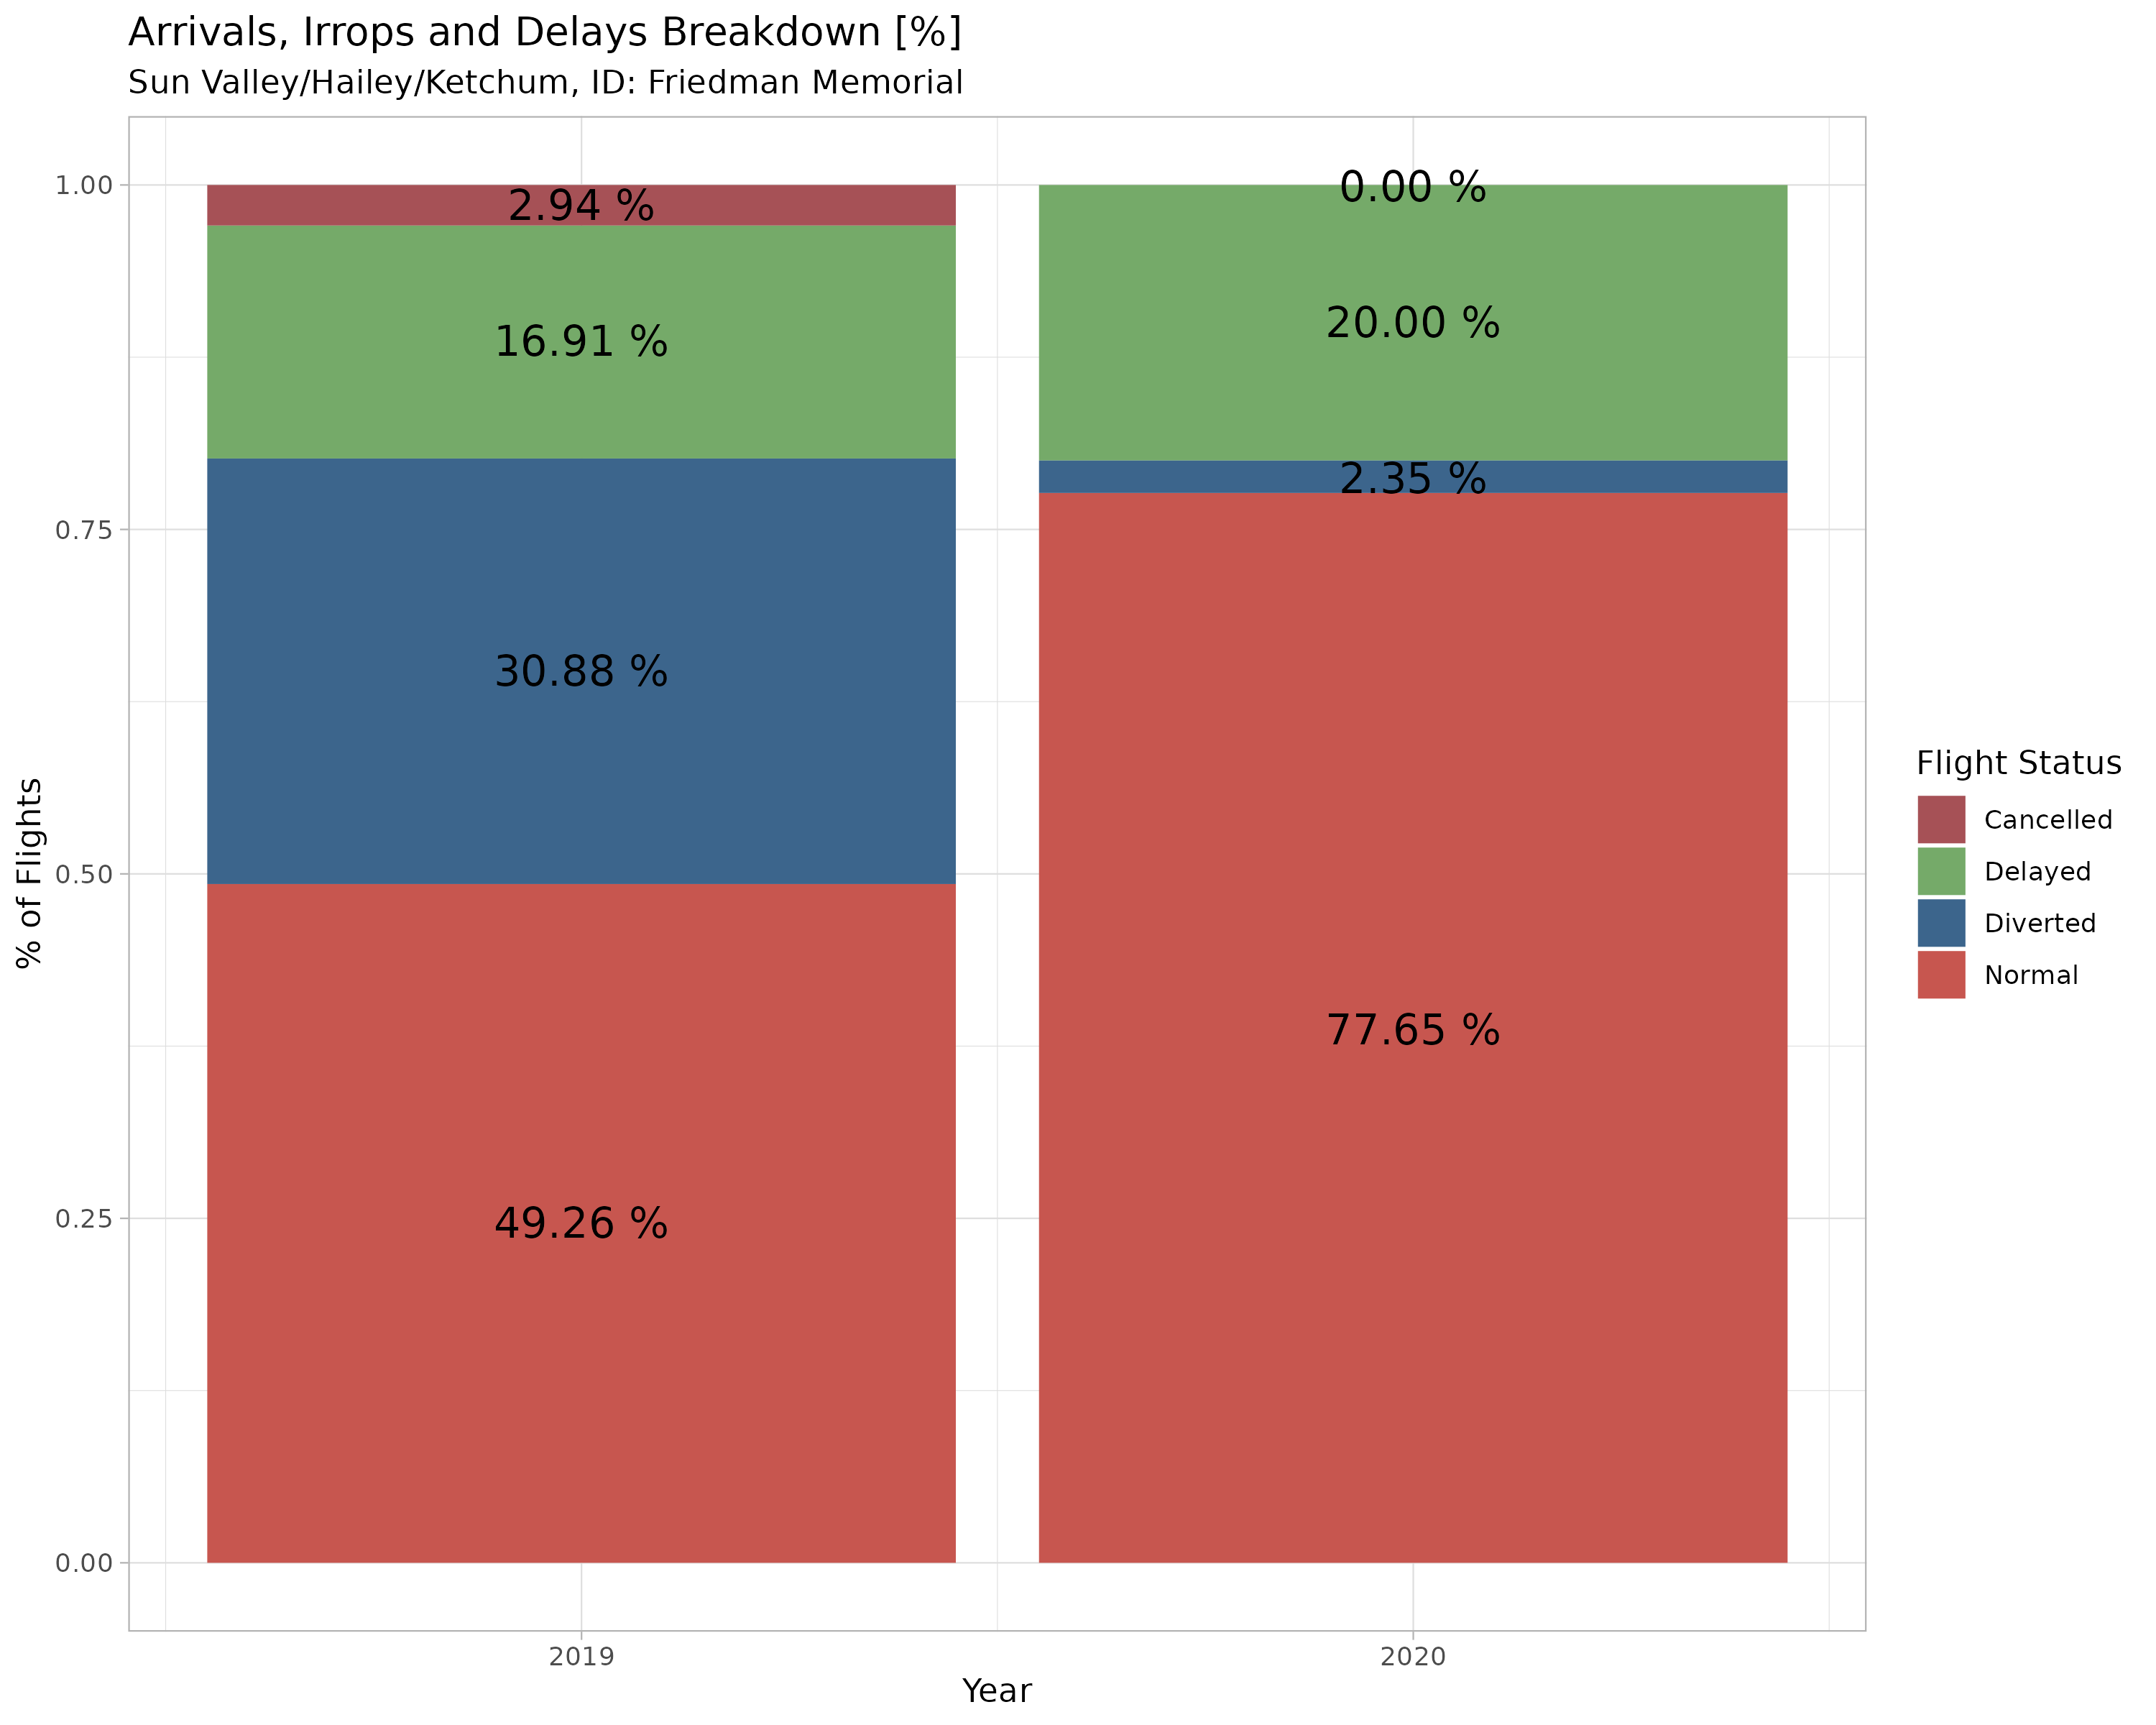 Arrivals, Irrops and Delays Breakdown [%]
Sun Valley/Hailey/Ketchum, ID: Friedman Memorial
% of Flights
1.00
0.75
0.50
0.25
0.00
2.94 %
16.91 %
30.88 %
49.26 %
0.00 %
20.00 %
2.35 %
77.65 %
2019
2020
Year
Flight Status
Cancelled
Delayed
Diverted
Normal